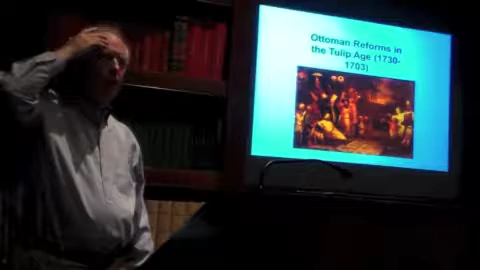 Ottoman Reforms in
the Tulip Age (1730-
1703)